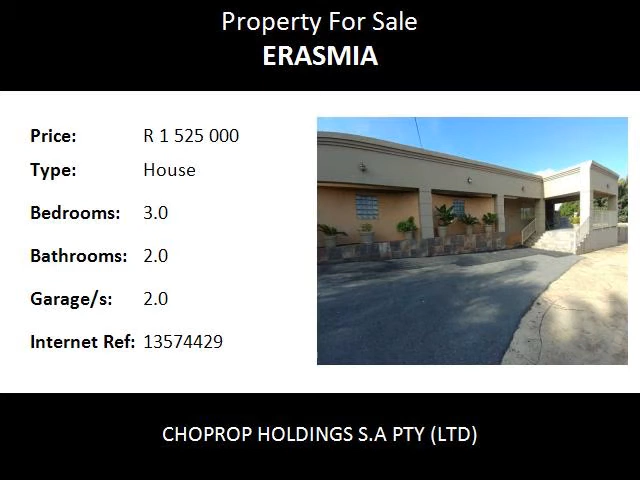 Property For Sale
ERASMIA
Price: R 1 525 000
Type: House
Bedrooms: 3.0
Bathrooms: 2.0
Garage/s: 2.0
Internet Ref: 13574429
CHOPROP HOLDINGS S.A PTY (LTD)